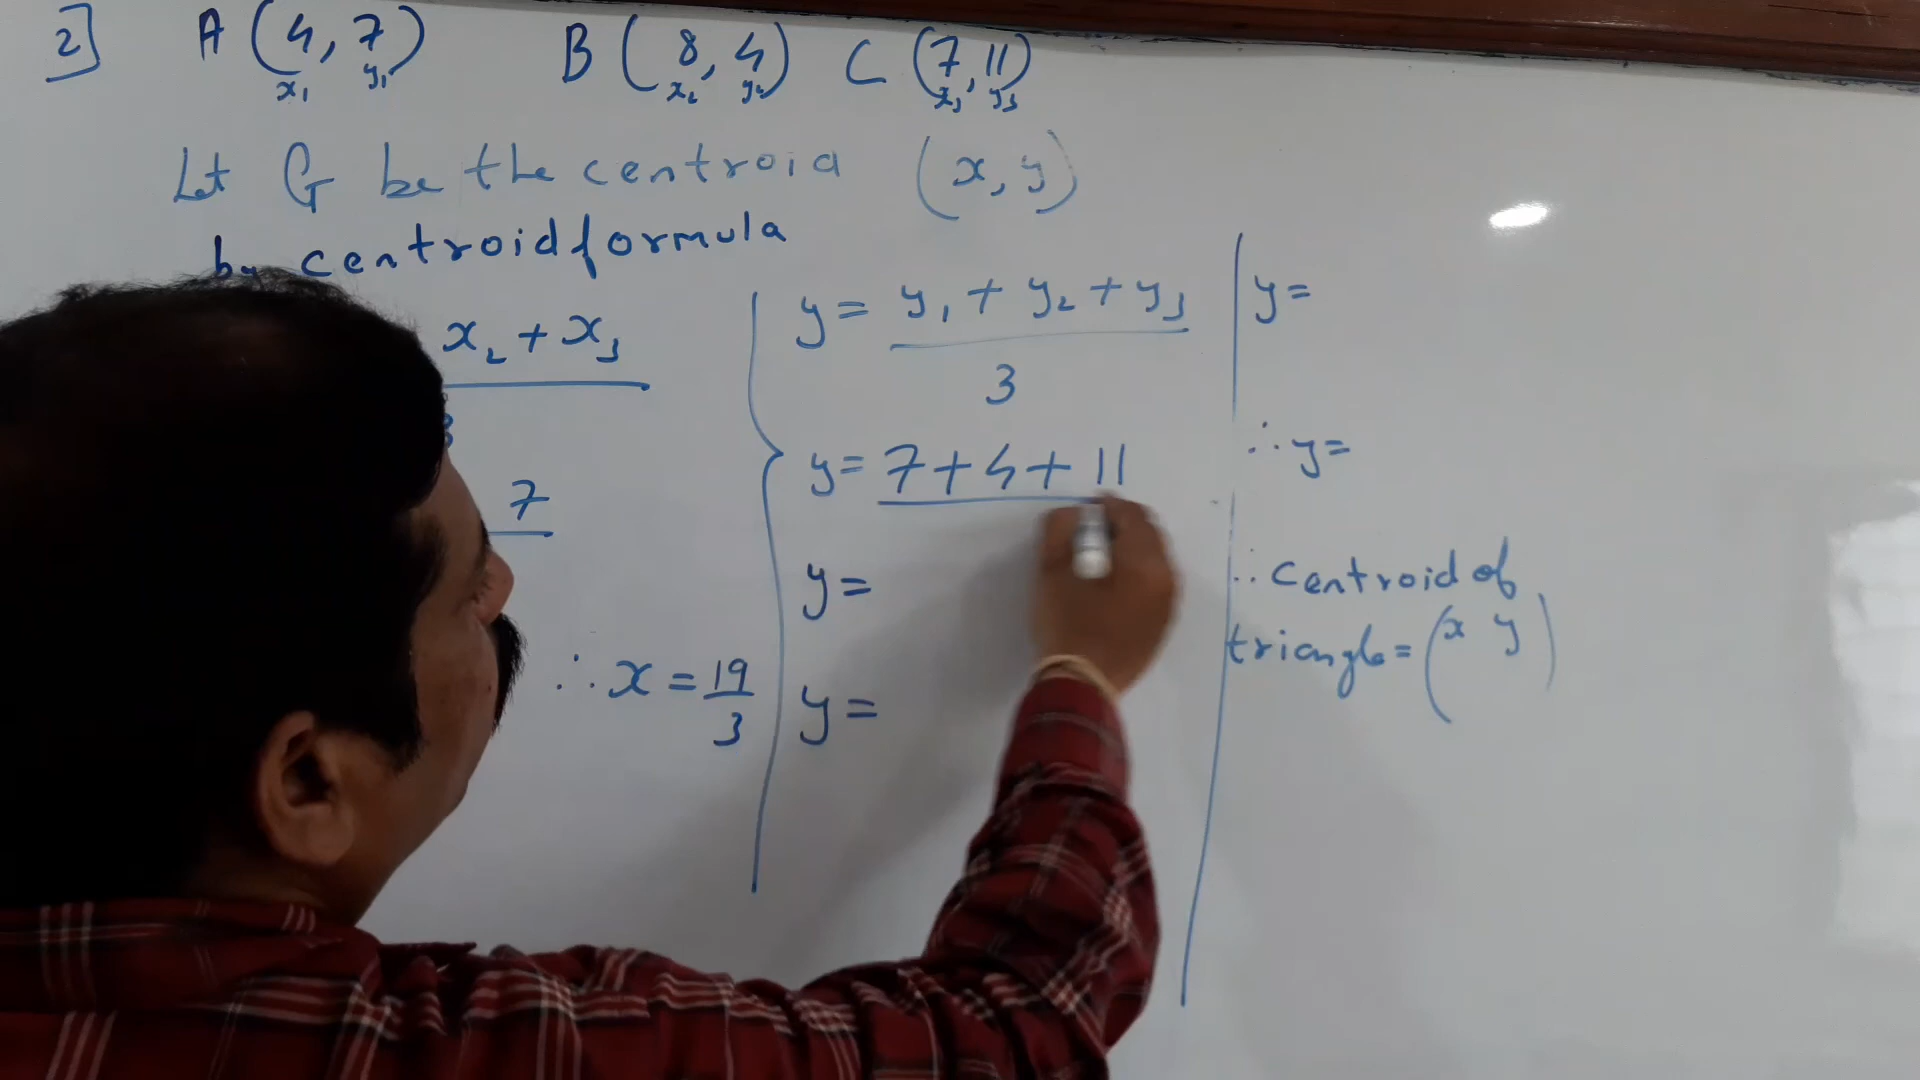 2] A (4, 7) B (8, 4) C (7, 11)
x₁ y₁ x₂ y₂ x₃ y₃
Let G be the centroid (x, y)
by centroid formula
x₂ + x₃
3
7
∴ x = 19/3
y = y₁ + y₂ + y₃
3
y = 7 + 4 + 11
y =
y =
y =
∴ y =
∴ centroid of
triangle = (x y)